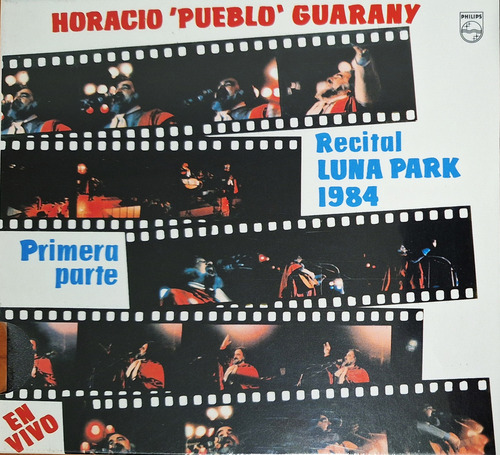 HORACIO 'PUEBLO' GUARANY
PHILIPS
Recital
LUNA PARK
1984
Primera
parte
EN
VIVO